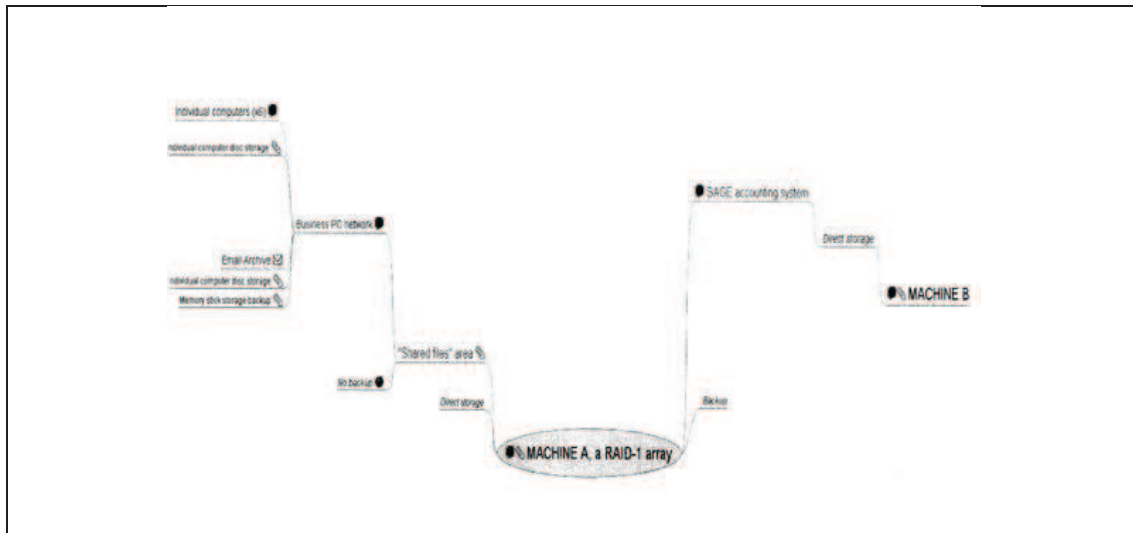 Individual computers (x6)
Individual computer disc storage
Business PC network
Email Archive
Individual computer disc storage
Memory stick storage backup
"Shared files" area
No backup
Direct storage
MACHINE A, a RAID-1 array
SAGE accounting system
Direct storage
MACHINE B
Backup